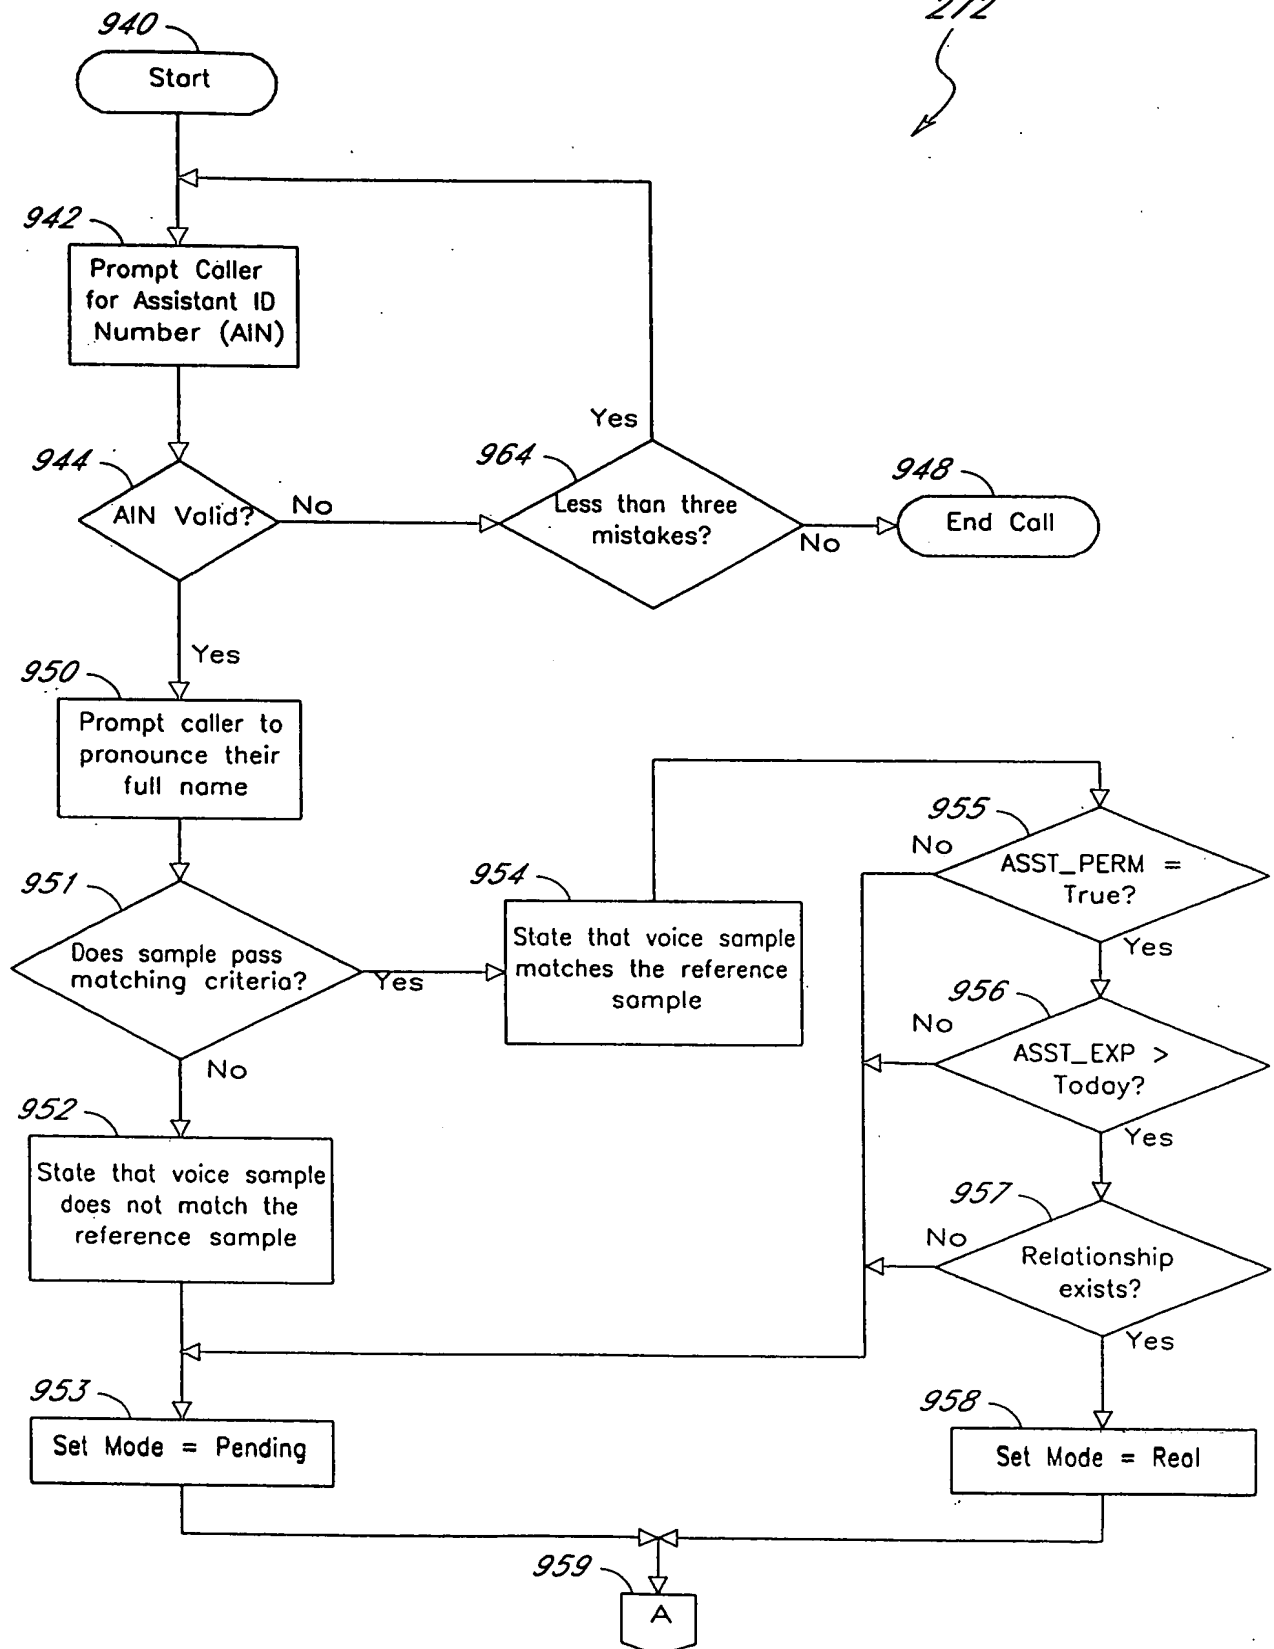 940
272
Start
942
Prompt Caller
for Assistant ID
Number (AIN)
Yes
944
AIN Valid?
No
964
Less than three
mistakes?
No
948
End Call
Yes
950
Prompt caller to
pronounce their
full name
951
Does sample pass
matching criteria?
Yes
954
State that voice sample
matches the reference
sample
955
No
ASST_PERM =
True?
Yes
956
No
ASST_EXP >
Today?
Yes
957
No
Relationship
exists?
Yes
No
952
State that voice sample
does not match the
reference sample
953
Set Mode = Pending
958
Set Mode = Real
959
A